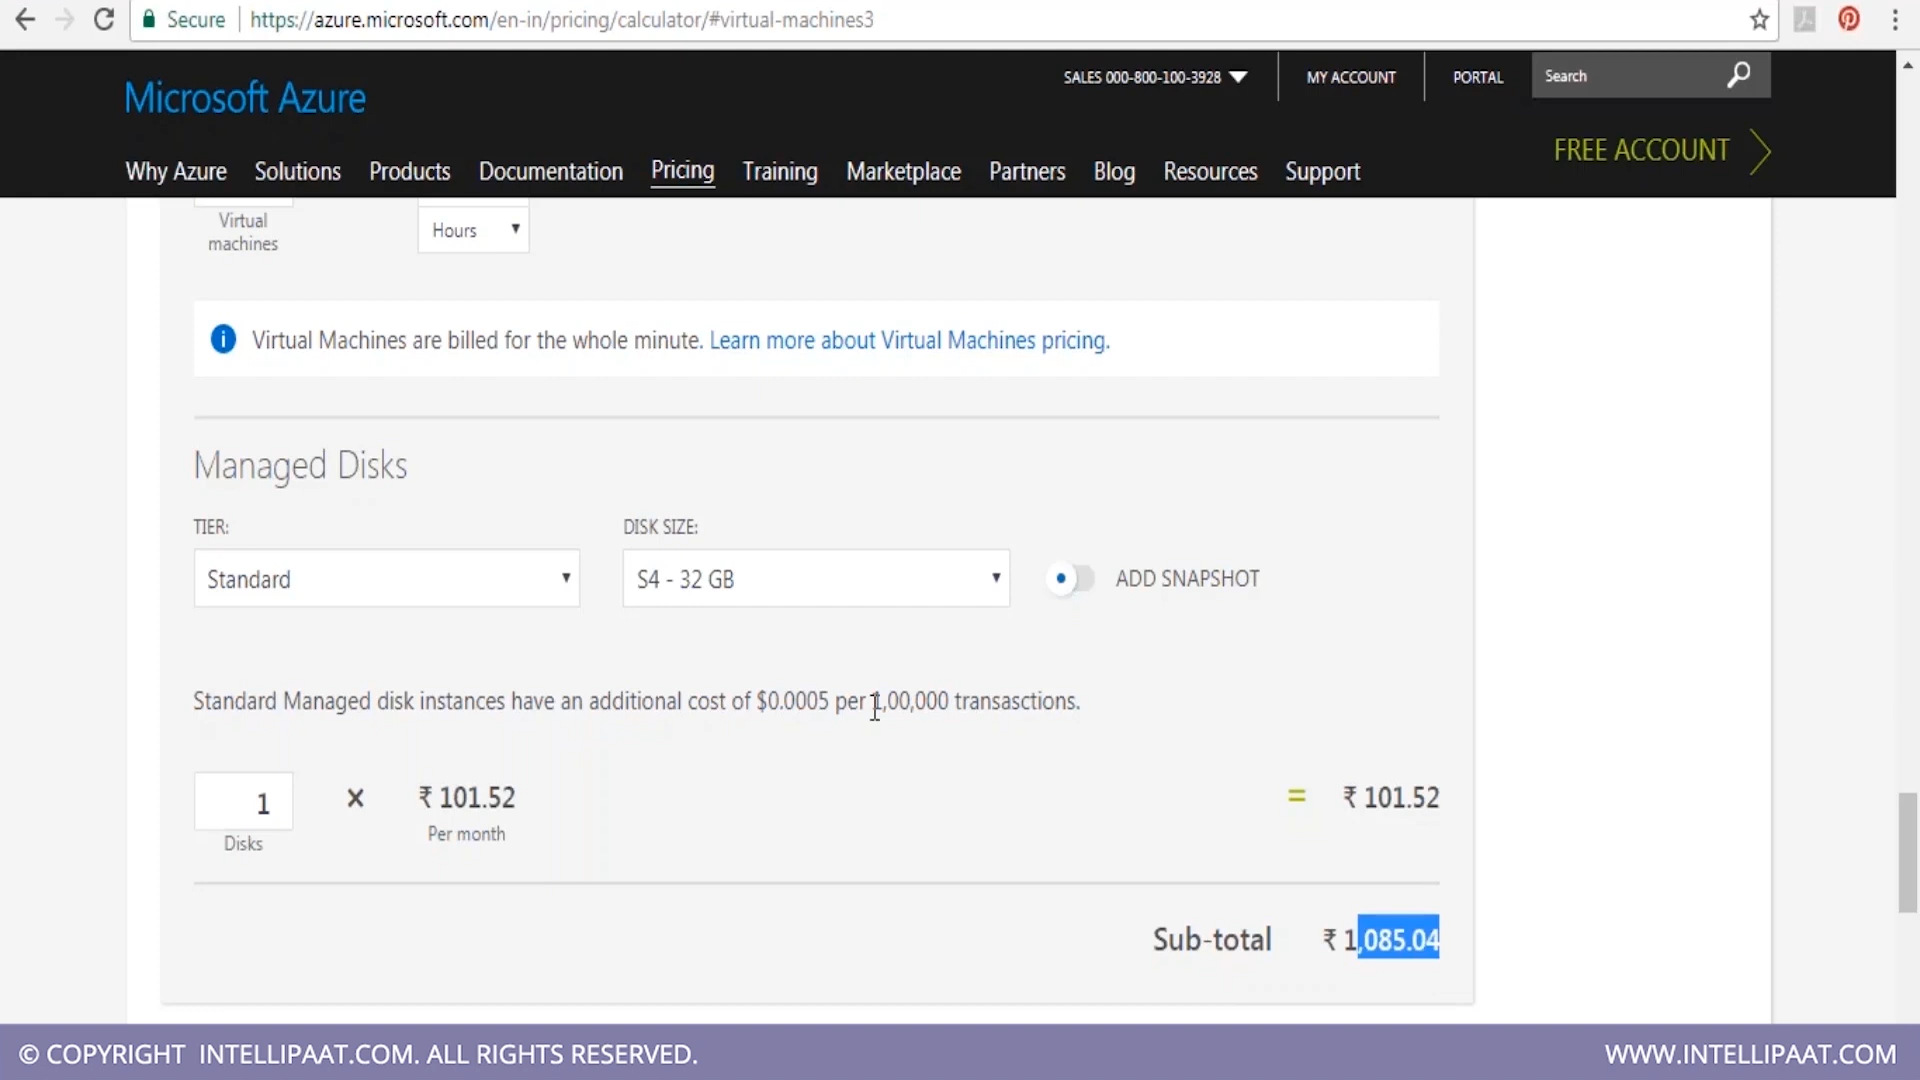 Secure https://azure.microsoft.com/en-in/pricing/calculator/#virtual-machines3
SALES 000-800-100-3928 MY ACCOUNT PORTAL Search
Microsoft Azure
FREE ACCOUNT
Why Azure Solutions Products Documentation Pricing Training Marketplace Partners Blog Resources Support
Virtual
machines
Hours
Virtual Machines are billed for the whole minute. Learn more about Virtual Machines pricing.
Managed Disks
TIER: DISK SIZE:
Standard S4 - 32 GB ADD SNAPSHOT
Standard Managed disk instances have an additional cost of $0.0005 per 1,00,000 transasctions.
1 × ₹ 101.52 = ₹ 101.52
Disks Per month
Sub-total ₹ 1,085.04
© COPYRIGHT INTELLIPAAT.COM. ALL RIGHTS RESERVED. WWW.INTELLIPAAT.COM